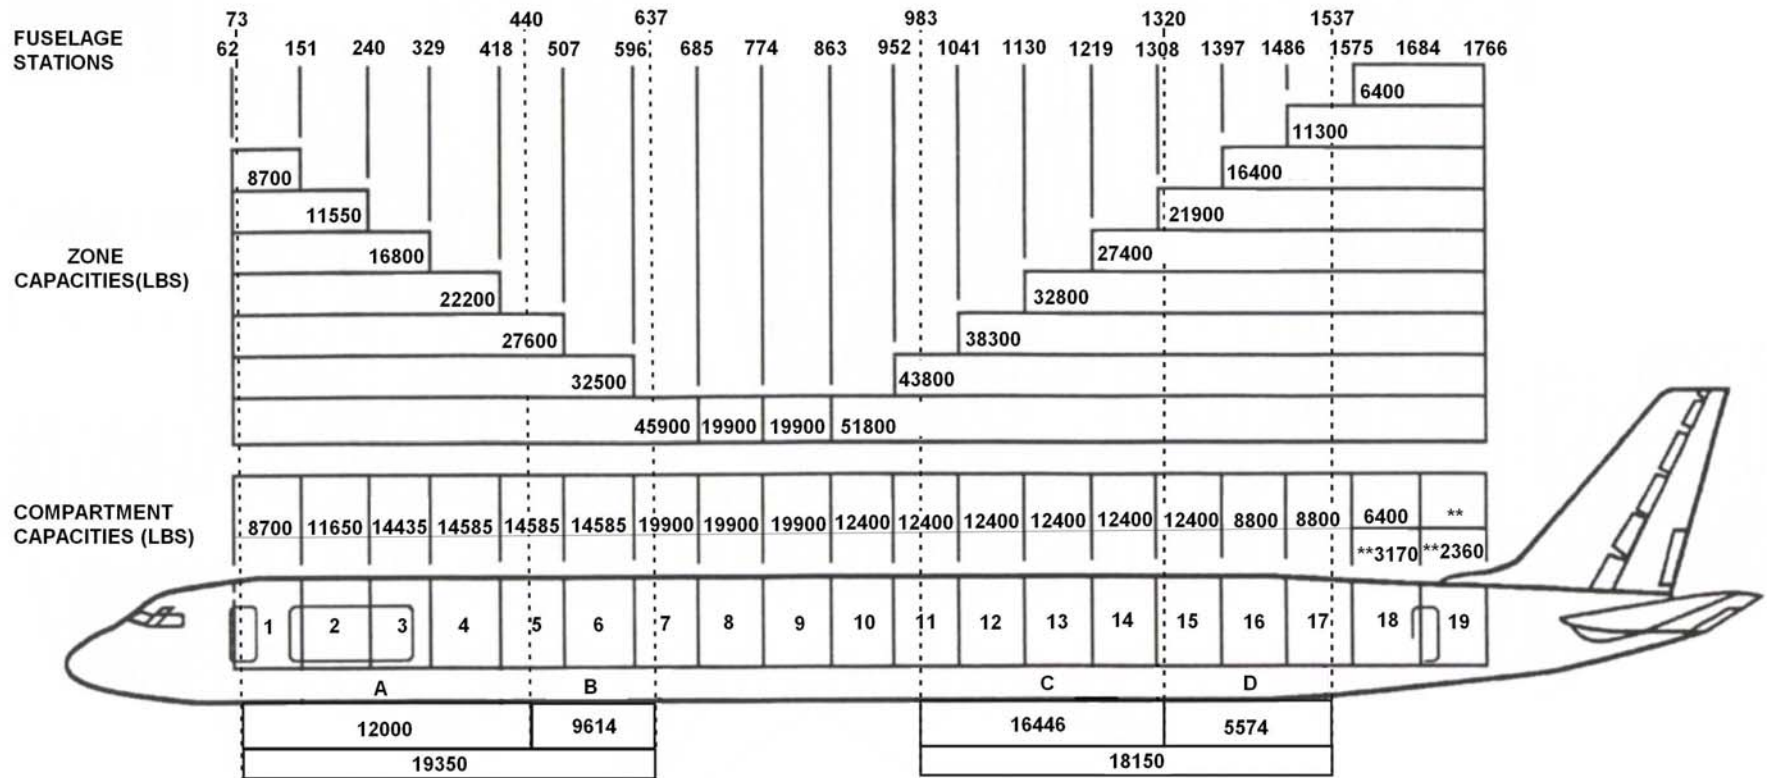 73 440 637 983 1320 1537
FUSELAGE
STATIONS
62 151 240 329 418 507 596 685 774 863 952 1041 1130 1219 1308 1397 1486 1575 1684 1766
6400
11300
8700 16400
11550 21900
ZONE
CAPACITIES(LBS)
16800 27400
22200 32800
27600 38300
32500 43800
45900 19900 19900 51800
COMPARTMENT
CAPACITIES (LBS)
8700 11650 14435 14585 14585 14585 19900 19900 19900 12400 12400 12400 12400 12400 12400 8800 8800 6400 **
**3170 **2360
1 2 3 4 5 6 7 8 9 10 11 12 13 14 15 16 17 18 19
A B C D
12000 9614 16446 5574
19350 18150